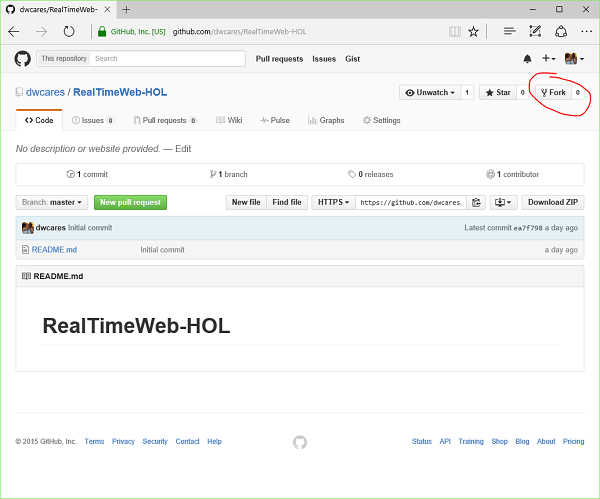 dwcares/RealTimeWeb-
GitHub, Inc. [US] github.com/dwcares/RealTimeWeb-HOL
This repository Search Pull requests Issues Gist
dwcares / RealTimeWeb-HOL Unwatch 1 Star 0 Fork 0
Code Issues 0 Pull requests 0 Wiki Pulse Graphs Settings
No description or website provided. — Edit
1 commit 1 branch 0 releases 1 contributor
Branch: master New pull request New file Find file HTTPS https://github.com/dwcares, Download ZIP
dwcares Initial commit Latest commit ea7f798 a day ago
README.md Initial commit a day ago
README.md
RealTimeWeb-HOL
© 2015 GitHub, Inc. Terms Privacy Security Contact Help Status API Training Shop Blog About Pricing